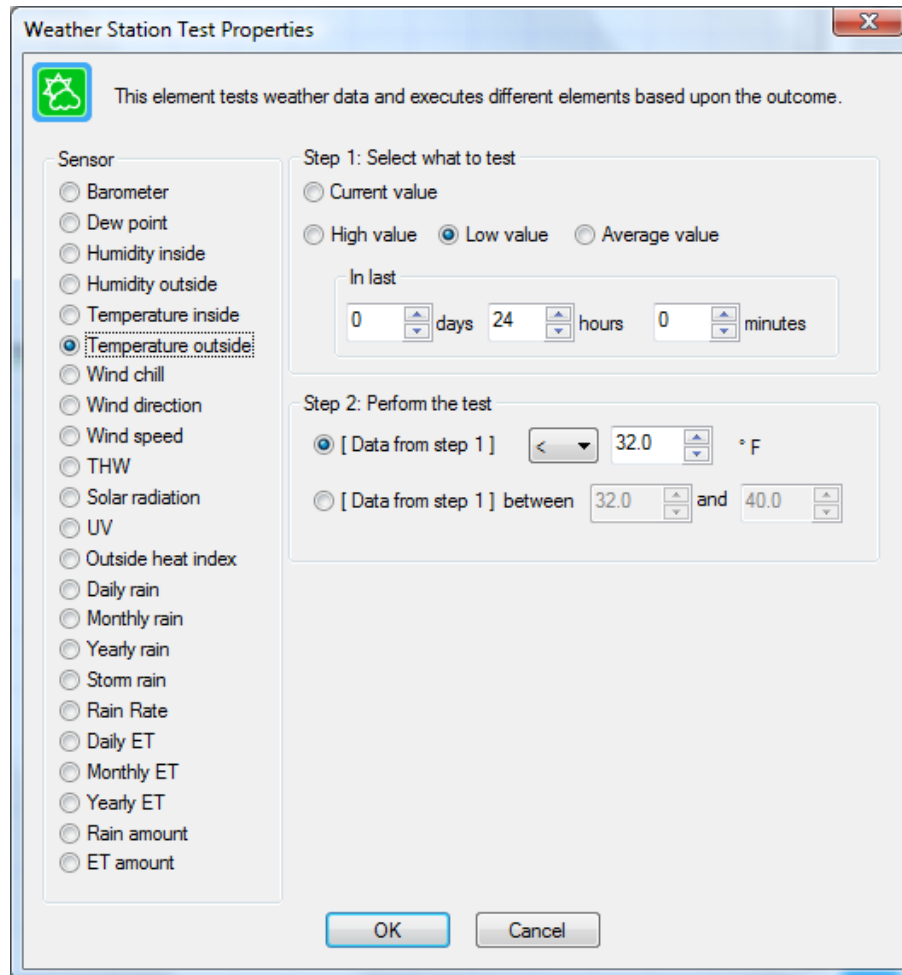 Weather Station Test Properties
This element tests weather data and executes different elements based upon the outcome.
Sensor
Barometer
Dew point
Humidity inside
Humidity outside
Temperature inside
Temperature outside
Wind chill
Wind direction
Wind speed
THW
Solar radiation
UV
Outside heat index
Daily rain
Monthly rain
Yearly rain
Storm rain
Rain Rate
Daily ET
Monthly ET
Yearly ET
Rain amount
ET amount
Step 1: Select what to test
Current value
High value Low value Average value
In last
0 days 24 hours 0 minutes
Step 2: Perform the test
[ Data from step 1 ] < 32.0 ° F
[ Data from step 1 ] between 32.0 and 40.0
OK Cancel